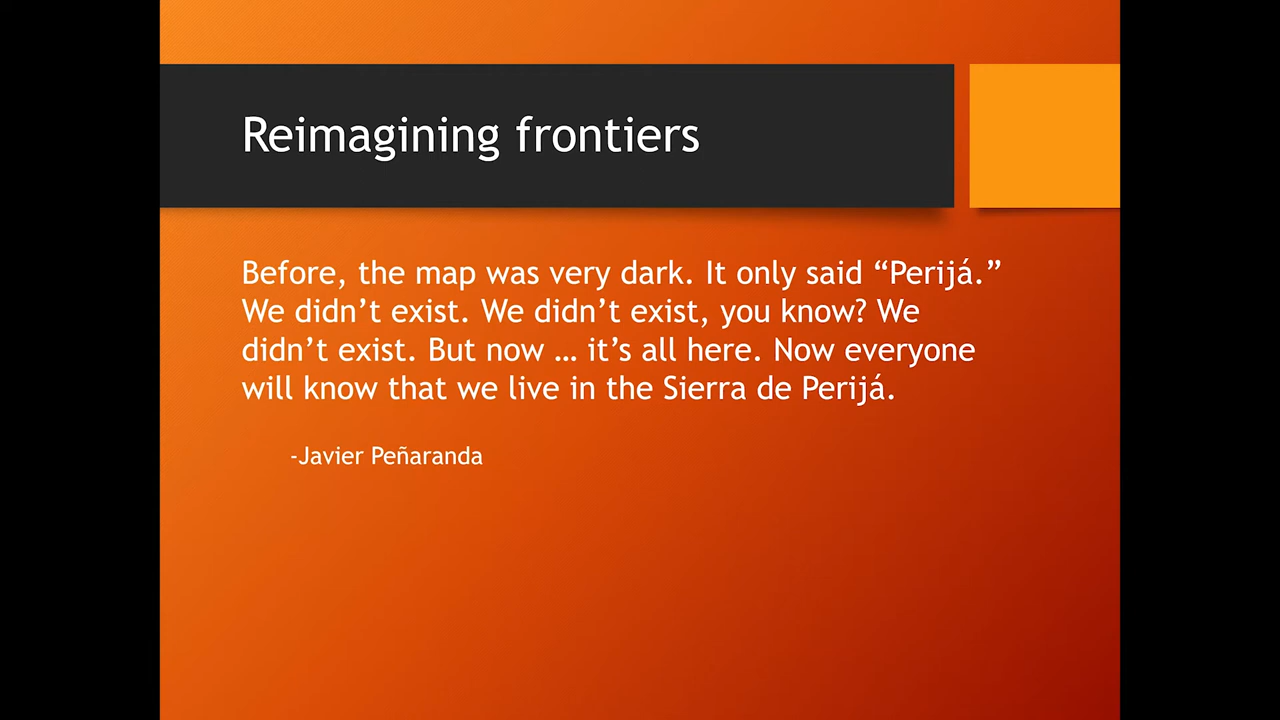 Reimagining frontiers
Before, the map was very dark. It only said “Perijá.”
We didn’t exist. We didn’t exist, you know? We
didn’t exist. But now … it’s all here. Now everyone
will know that we live in the Sierra de Perijá.
-Javier Peñaranda